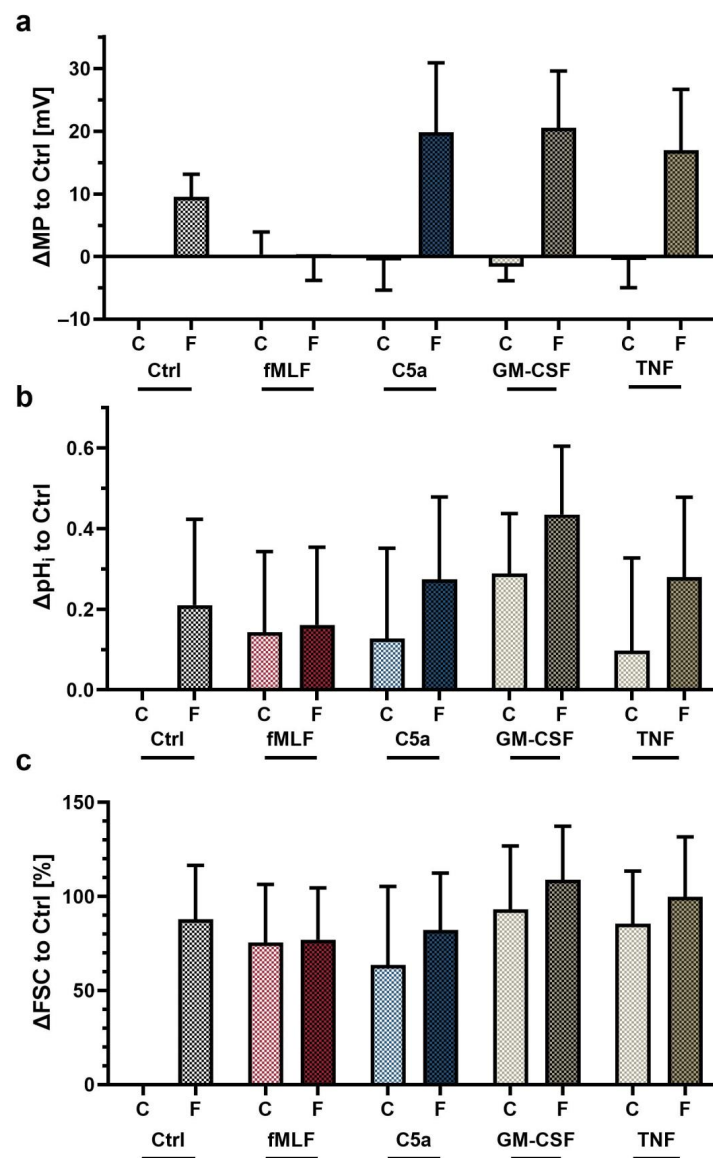 a
ΔMP to Ctrl [mV]
30
20
10
0
–10
C F C F C F C F C F
Ctrl fMLF C5a GM-CSF TNF
b
ΔpHi to Ctrl
0.6
0.4
0.2
0.0
C F C F C F C F C F
Ctrl fMLF C5a GM-CSF TNF
c
ΔFSC to Ctrl [%]
150
100
50
0
C F C F C F C F C F
Ctrl fMLF C5a GM-CSF TNF